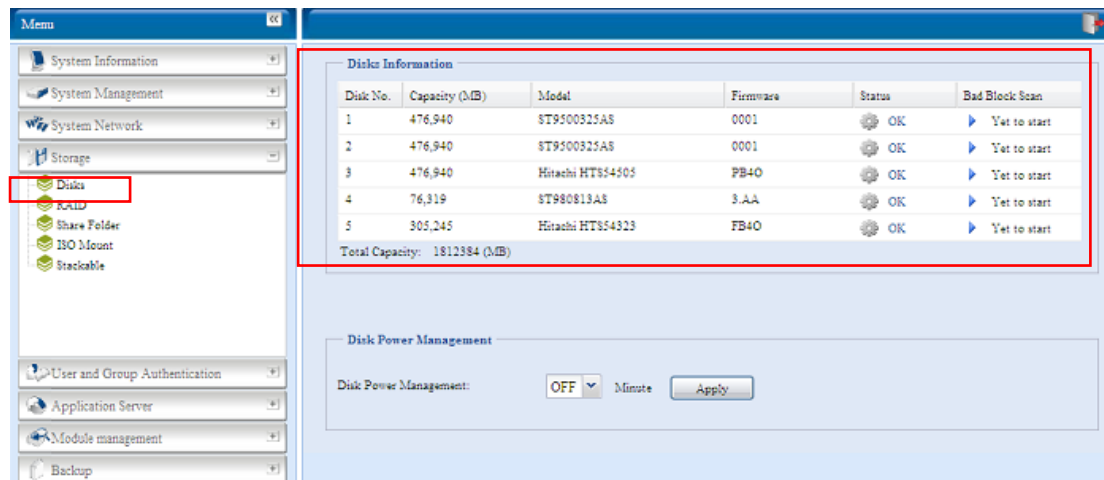 Menu
System Information
System Management
System Network
Storage
Disks
RAID
Share Folder
ISO Mount
Stackable
User and Group Authentication
Application Server
Module management
Backup
Disks Information
Disk No. Capacity (MB) Model Firmware Status Bad Block Scan
1 476,940 ST9500325AS 0001 OK Yet to start
2 476,940 ST9500325AS 0001 OK Yet to start
3 476,940 Hitachi HTS54505 PB4O OK Yet to start
4 76,319 ST980813AS 3.AA OK Yet to start
5 305,245 Hitachi HTS54323 FB4O OK Yet to start
Total Capacity: 1812384 (MB)
Disk Power Management
Disk Power Management: OFF Minute Apply